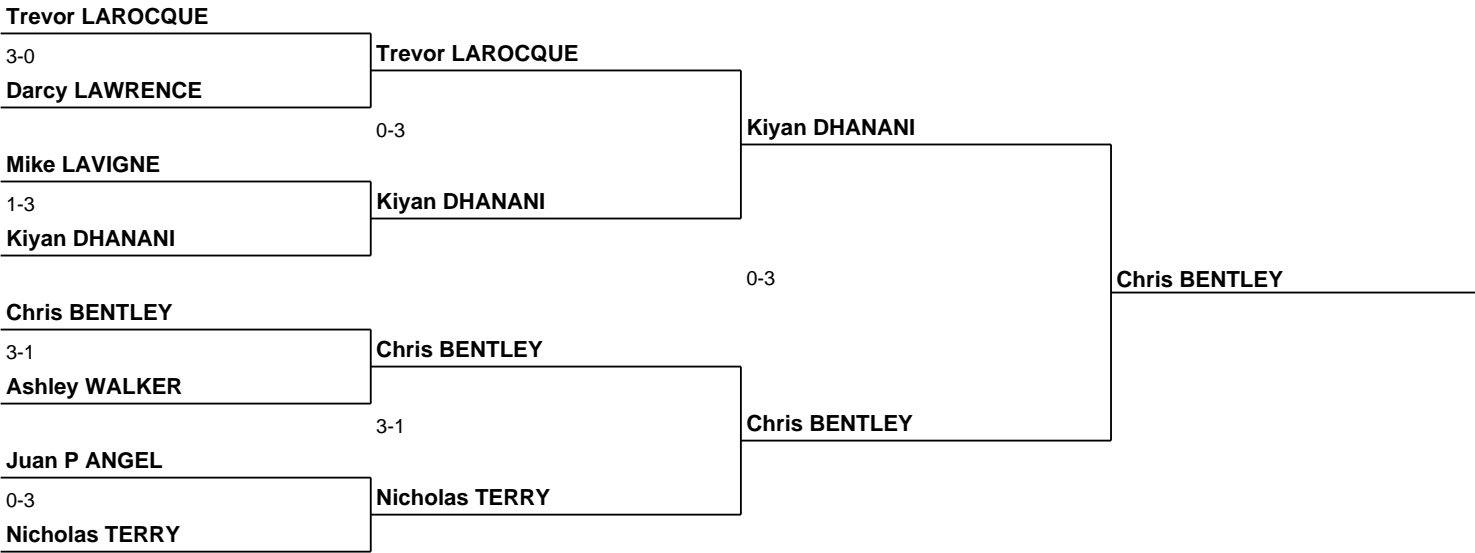 Trevor LAROCQUE
3-0
Trevor LAROCQUE
Darcy LAWRENCE
0-3
Kiyan DHANANI
Mike LAVIGNE
1-3
Kiyan DHANANI
Kiyan DHANANI
0-3
Chris BENTLEY
Chris BENTLEY
3-1
Chris BENTLEY
Ashley WALKER
3-1
Chris BENTLEY
Juan P ANGEL
0-3
Nicholas TERRY
Nicholas TERRY